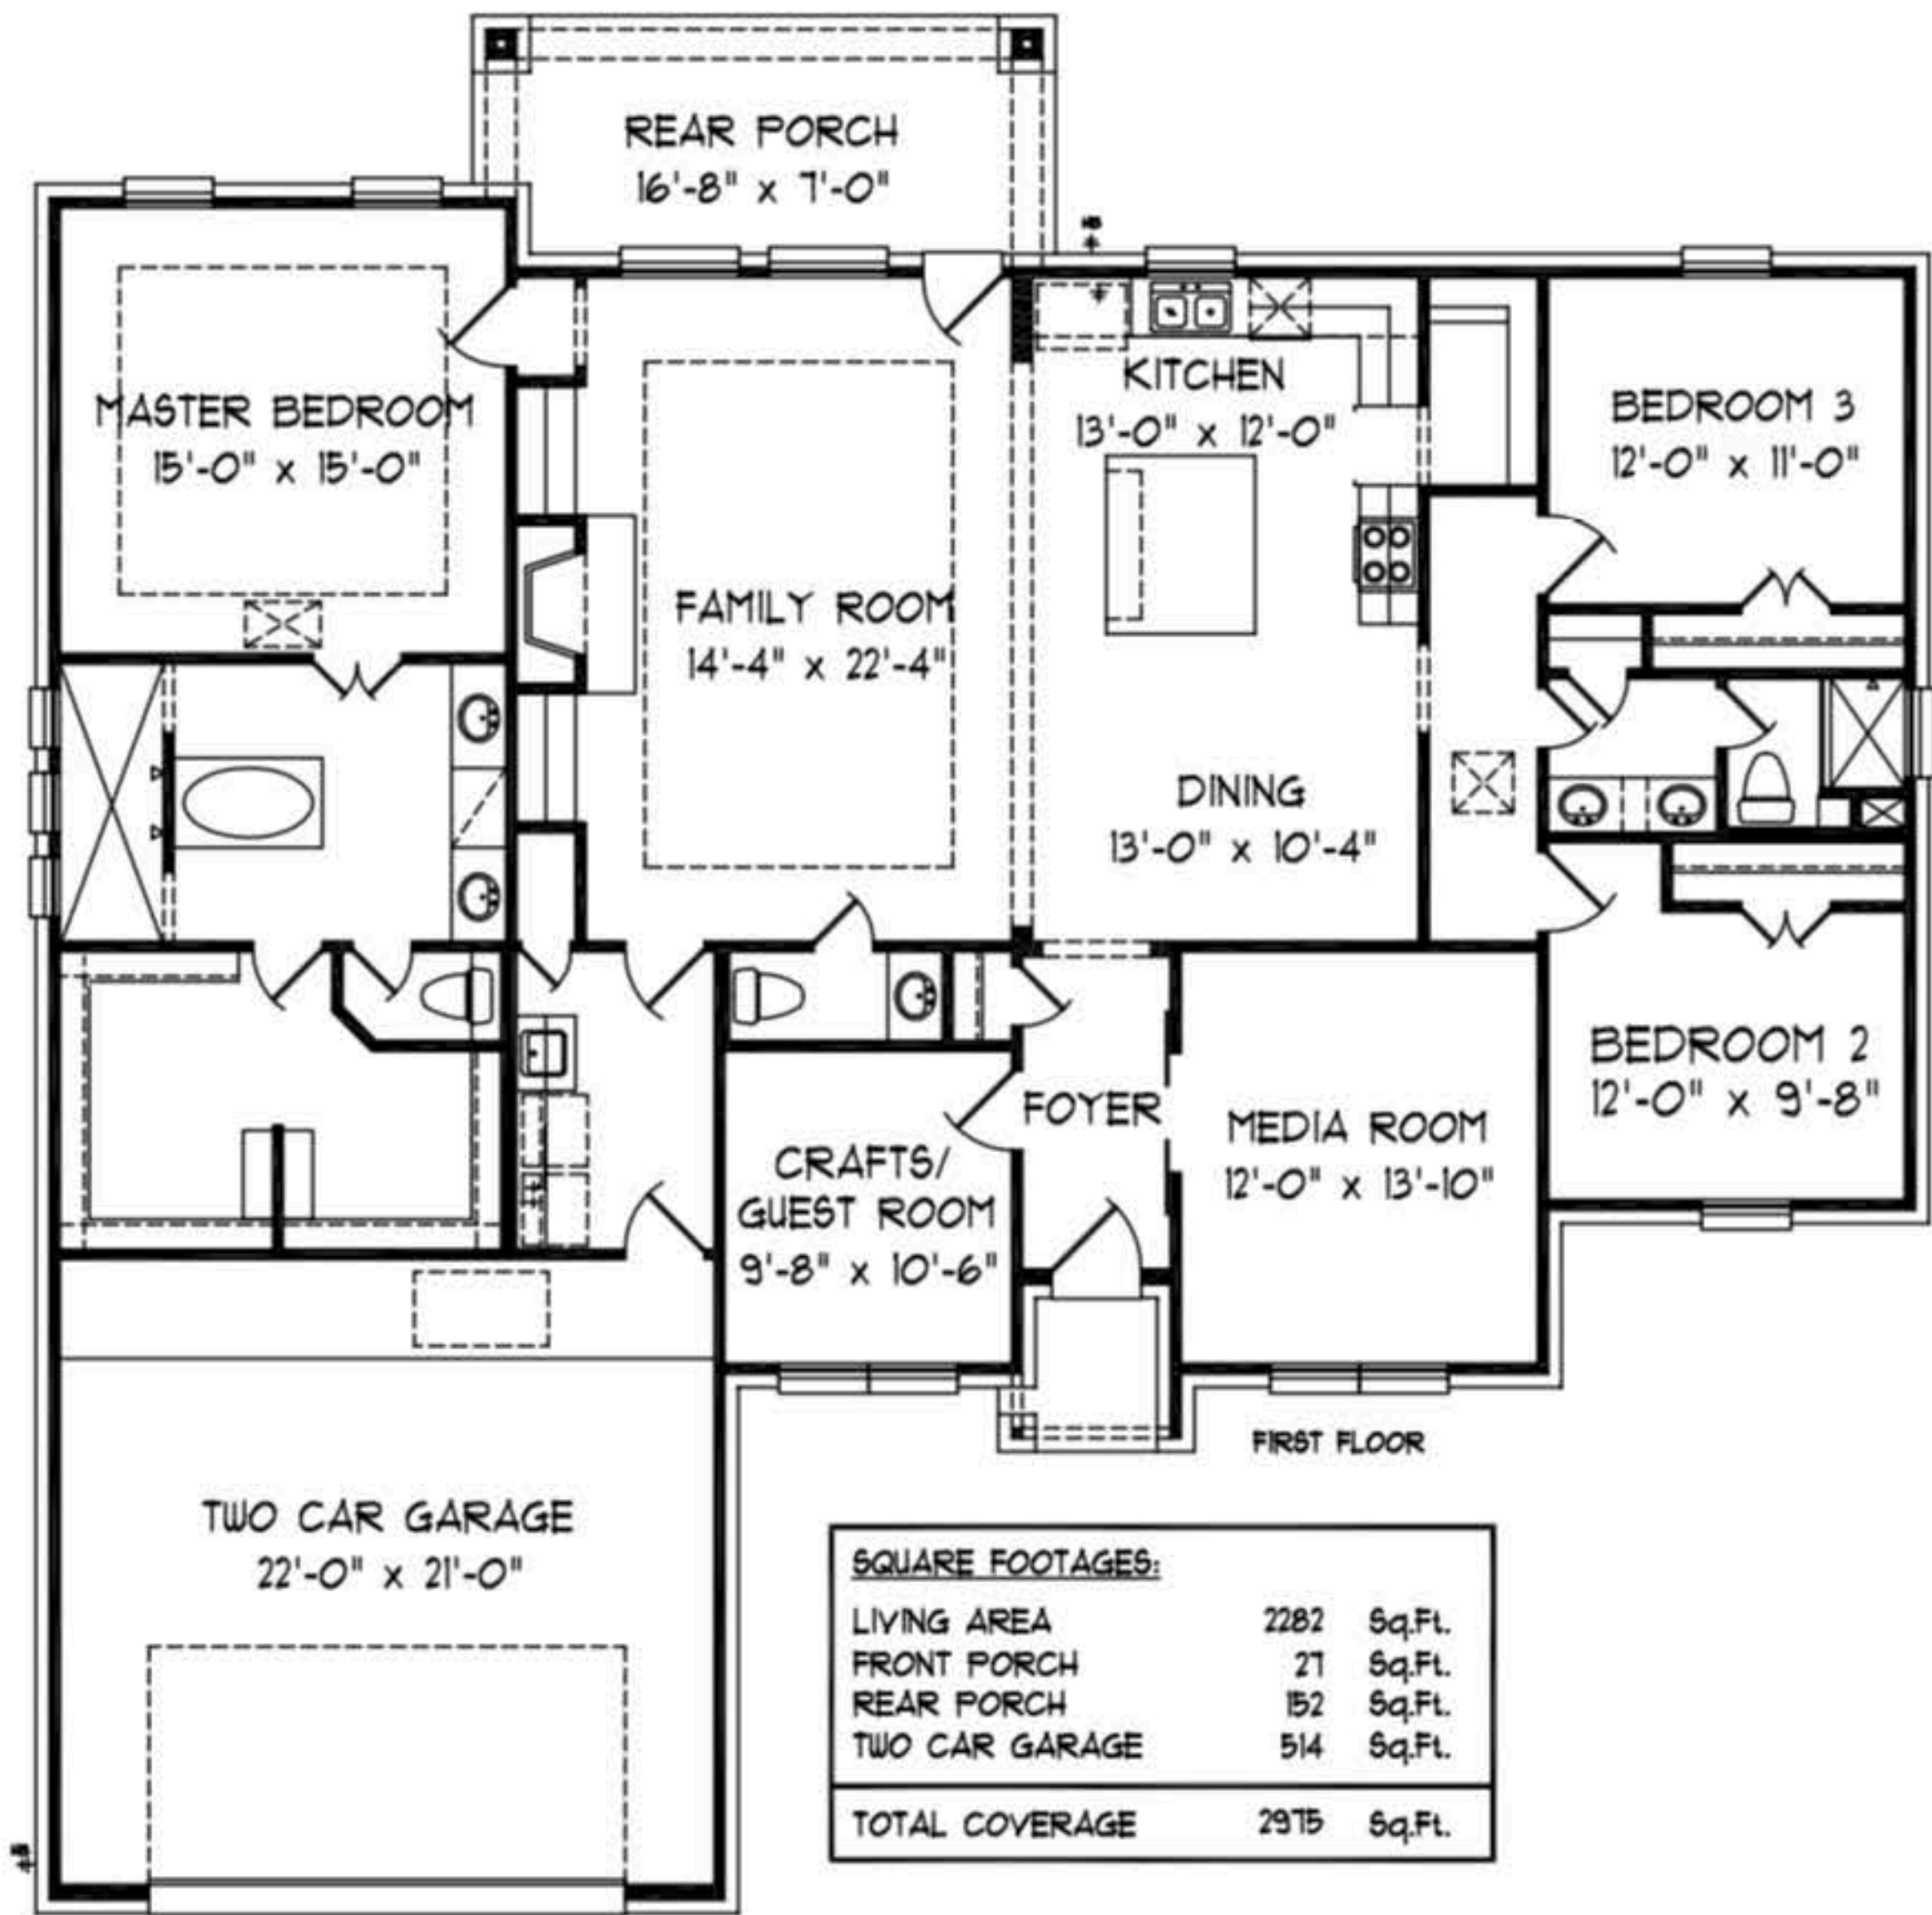 REAR PORCH
16'-8" x 7'-0"
MASTER BEDROOM
15'-0" x 15'-0"
KITCHEN
13'-0" x 12'-0"
BEDROOM 3
12'-0" x 11'-0"
FAMILY ROOM
14'-4" x 22'-4"
DINING
13'-0" x 10'-4"
BEDROOM 2
12'-0" x 9'-8"
FOYER
MEDIA ROOM
12'-0" x 13'-10"
CRAFTS/
GUEST ROOM
9'-8" x 10'-6"
FIRST FLOOR
TWO CAR GARAGE
22'-0" x 21'-0"
SQUARE FOOTAGES:
LIVING AREA 2282 Sq.Ft.
FRONT PORCH 27 Sq.Ft.
REAR PORCH 152 Sq.Ft.
TWO CAR GARAGE 514 Sq.Ft.
TOTAL COVERAGE 2975 Sq.Ft.